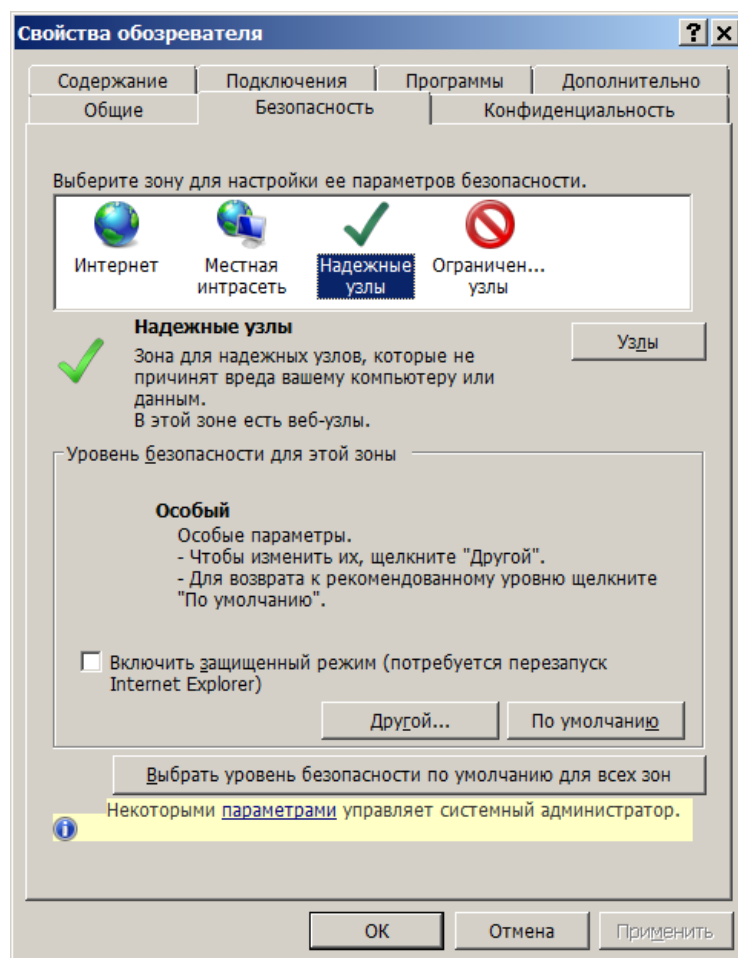 Свойства обозревателя
Содержание Подключения Программы Дополнительно
Общие Безопасность Конфиденциальность
Выберите зону для настройки ее параметров безопасности.
Интернет Местная интрасеть Надежные узлы Ограничен... узлы
Надежные узлы
Узлы
Зона для надежных узлов, которые не
причинят вреда вашему компьютеру или
данным.
В этой зоне есть веб-узлы.
Уровень безопасности для этой зоны
Особый
Особые параметры.
- Чтобы изменить их, щелкните "Другой".
- Для возврата к рекомендованному уровню щелкните
"По умолчанию".
Включить защищенный режим (потребуется перезапуск
Internet Explorer)
Другой... По умолчанию
Выбрать уровень безопасности по умолчанию для всех зон
Некоторыми параметрами управляет системный администратор.
ОК Отмена Применить